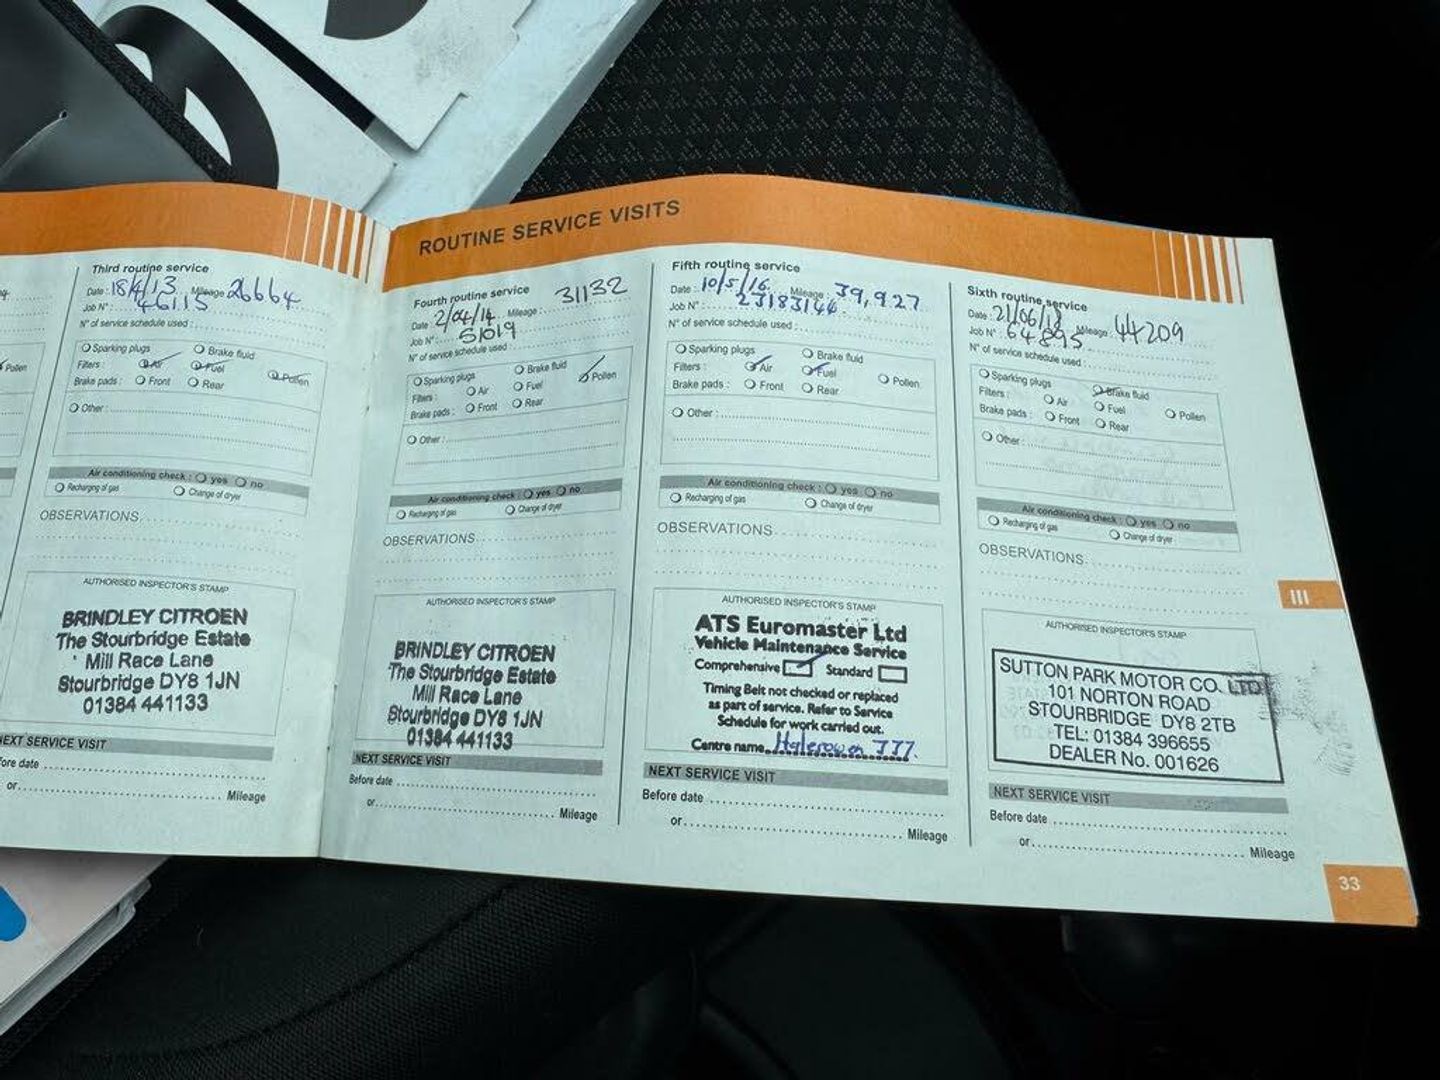 Pollen
Third routine service
Date : 18/4/13 Mileage 26664
Job N° : 46115
N° of service schedule used :
Sparking plugs Brake fluid
Filters : Air Fuel Pollen
Brake pads : Front Rear
Other :
Air conditioning check : yes no
Recharging of gas Change of dryer
OBSERVATIONS
AUTHORISED INSPECTOR'S STAMP
BRINDLEY CITROEN
The Stourbridge Estate
Mill Race Lane
Stourbridge DY8 1JN
01384 441133
NEXT SERVICE VISIT
Before date
or Mileage
ROUTINE SERVICE VISITS
Fourth routine service
Date : 2/04/14 Mileage : 31132
Job N° : 51019
N° of service schedule used :
Sparking plugs Brake fluid
Filters : Air Fuel Pollen
Brake pads : Front Rear
Other :
Air conditioning check : yes no
Recharging of gas Change of dryer
OBSERVATIONS
AUTHORISED INSPECTOR'S STAMP
BRINDLEY CITROEN
The Stourbridge Estate
Mill Race Lane
Stourbridge DY8 1JN
01384 441133
NEXT SERVICE VISIT
Before date
or Mileage
Fifth routine service
Date : 10/5/16 Mileage : 39,927
Job N° : 23183144
N° of service schedule used :
Sparking plugs Brake fluid
Filters : Air Fuel Pollen
Brake pads : Front Rear
Other :
Air conditioning check : yes no
Recharging of gas Change of dryer
OBSERVATIONS
AUTHORISED INSPECTOR'S STAMP
ATS Euromaster Ltd
Vehicle Maintenance Service
Comprehensive Standard
Timing Belt not checked or replaced
as part of service. Refer to Service
Schedule for work carried out.
Centre name Halesowen
NEXT SERVICE VISIT
Before date
or Mileage
Sixth routine service
Date : 21/06/18 Mileage : 44209
Job N° : 64895
N° of service schedule used :
Sparking plugs Brake fluid
Filters : Air Fuel Pollen
Brake pads : Front Rear
Other :
Air conditioning check : yes no
Recharging of gas Change of dryer
OBSERVATIONS
AUTHORISED INSPECTOR'S STAMP
SUTTON PARK MOTOR CO. LTD
101 NORTON ROAD
STOURBRIDGE DY8 2TB
TEL: 01384 396655
DEALER No. 001626
NEXT SERVICE VISIT
Before date
or Mileage
III
33